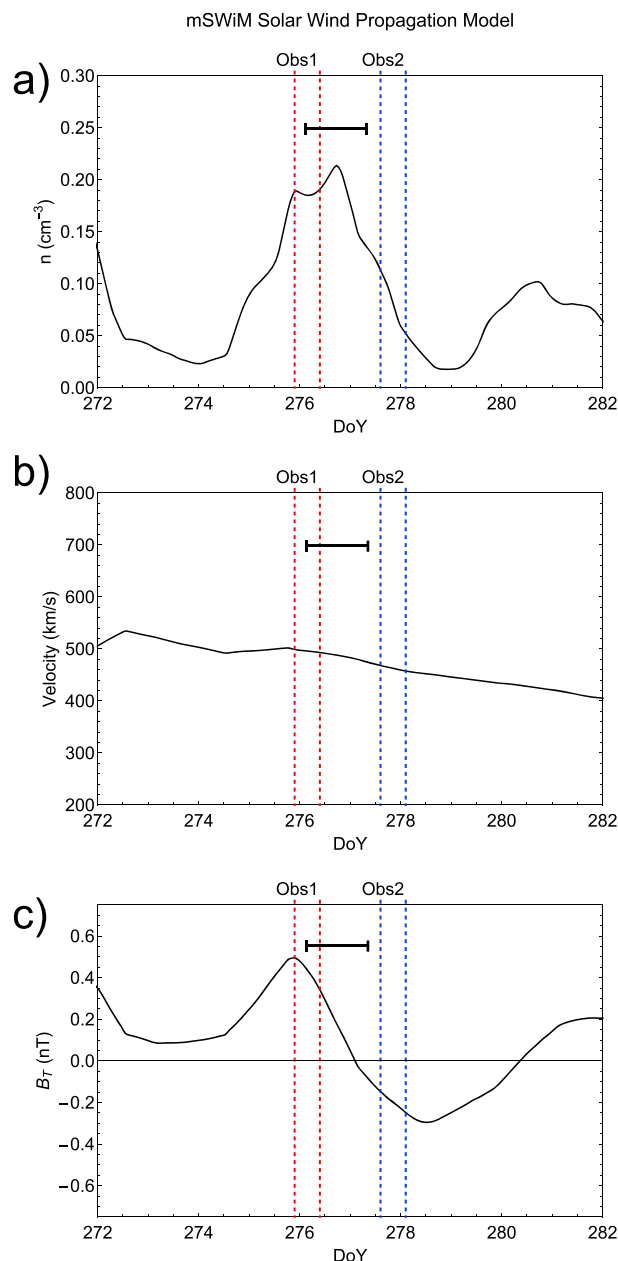 mSWiM Solar Wind Propagation Model
a)
Obs1 Obs2
0.30
0.25
0.20
0.15
0.10
0.05
0.00
n (cm⁻³)
272 274 276 278 280 282
DoY
b)
Obs1 Obs2
800
700
600
500
400
300
200
Velocity (km/s)
272 274 276 278 280 282
DoY
c)
Obs1 Obs2
0.6
0.4
0.2
0.0
−0.2
−0.4
−0.6
B_T (nT)
272 274 276 278 280 282
DoY